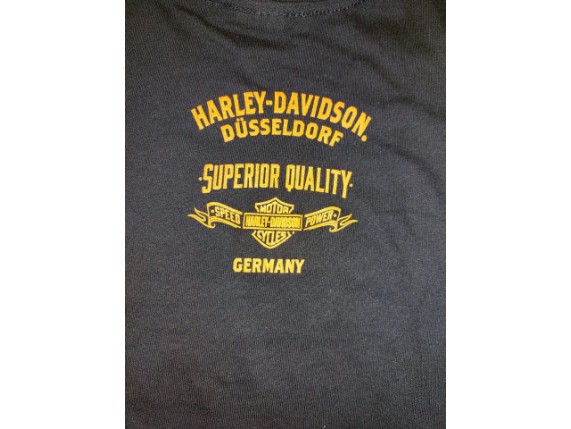 HARLEY-DAVIDSON.
DÜSSELDORF
·SUPERIOR QUALITY·
MOTOR
SPEED HARLEY-DAVIDSON POWER
CYCLES
GERMANY